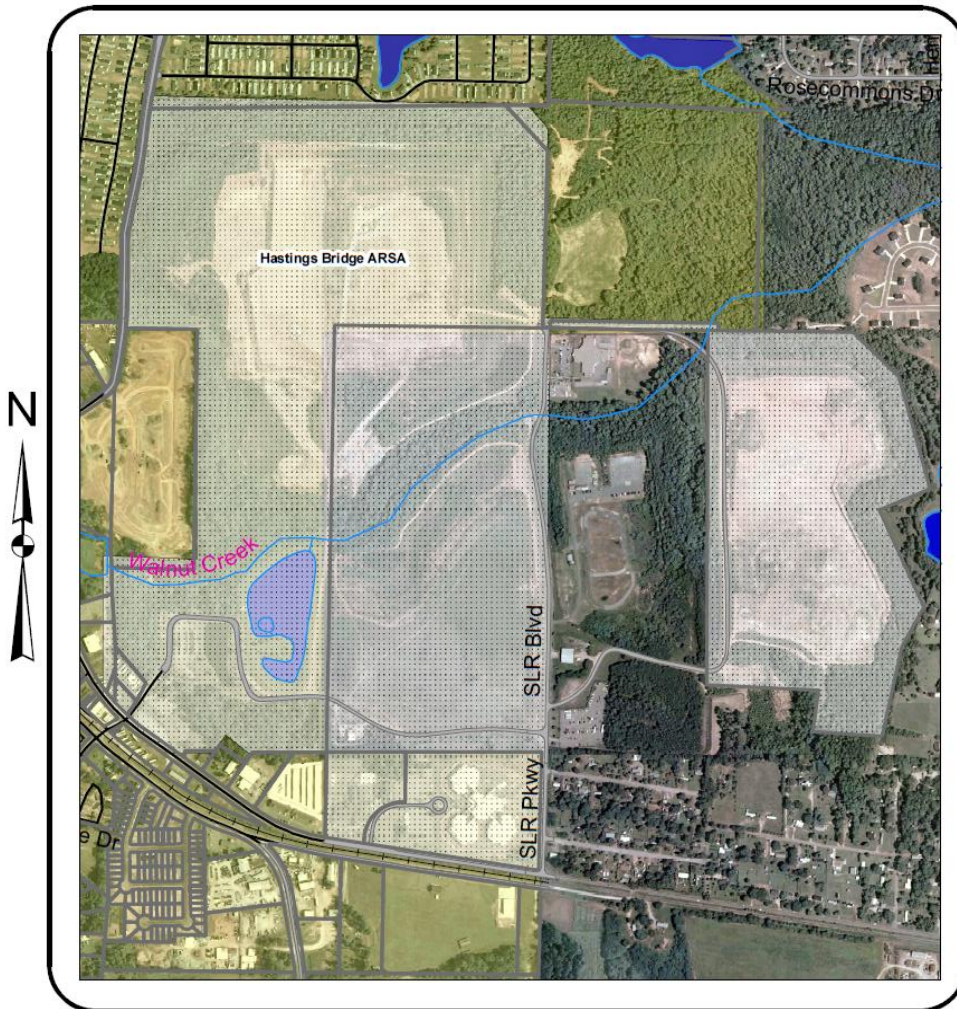 Rosecommons Dr
Hastings Bridge ARSA
N
Walnut Creek
SLR Blvd
SLR Pkwy
e Dr